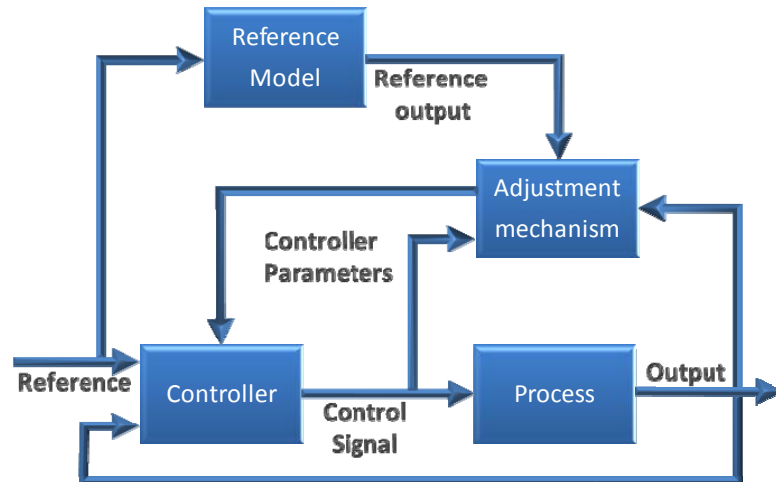 Reference
Model
Reference
output
Adjustment
mechanism
Controller
Parameters
Reference
Controller
Control
Signal
Process
Output